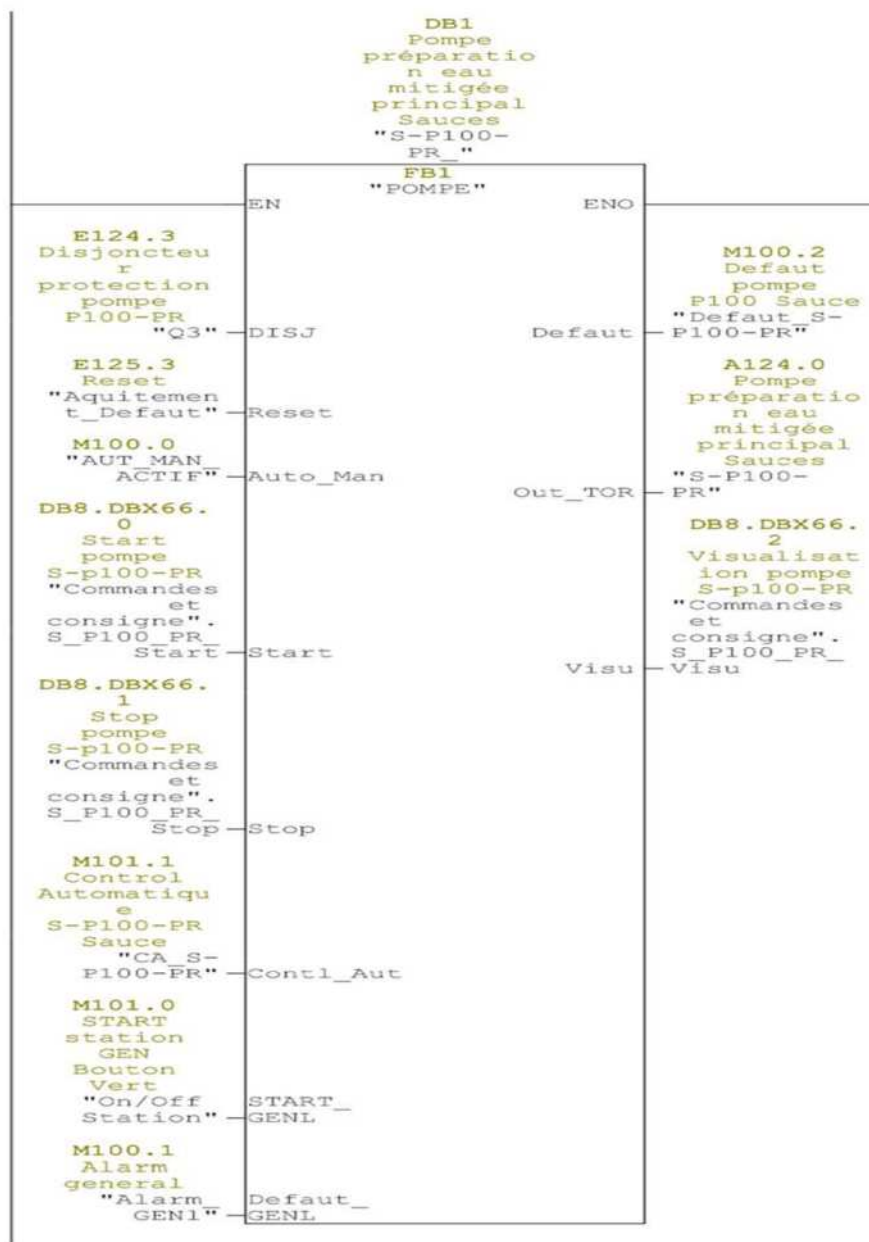 DB1
Pompe
préparatio
n eau
mitigée
principal
Sauces
"S-P100-
PR_"
FB1
"POMPE"
EN
ENO
E124.3
Disjoncteu
r
protection
pompe
P100-PR
"Q3"
DISJ
E125.3
Reset
"Aquitemen
t_Defaut"
Reset
M100.0
"AUT_MAN_
ACTIF"
Auto_Man
DB8.DBX66.
0
Start
pompe
S-p100-PR
"Commandes
et
consigne".
S_P100_PR_
Start
Start
DB8.DBX66.
1
Stop
pompe
S-p100-PR
"Commandes
et
consigne".
S_P100_PR_
Stop
Stop
M101.1
Control
Automatiqu
e
S-P100-PR
Sauce
"CA_S-
P100-PR"
Contl_Aut
M101.0
START
station
GEN
Bouton
Vert
"On/Off
Station"
START_
GENL
M100.1
Alarm
general
"Alarm_
GEN1"
Defaut_
GENL
M100.2
Defaut
pompe
P100 Sauce
"Defaut_S-
P100-PR"
Defaut
A124.0
Pompe
préparatio
n eau
mitigée
principal
Sauces
"S-P100-
PR"
Out_TOR
DB8.DBX66.
2
Visualisat
ion pompe
S-p100-PR
"Commandes
et
consigne".
S_P100_PR_
Visu
Visu